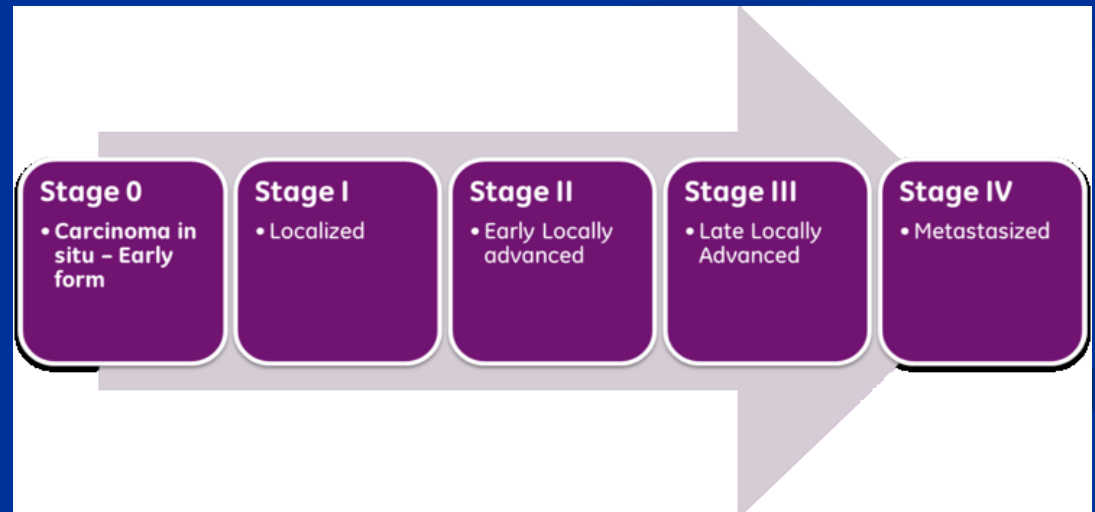 Stage 0
• Carcinoma in
situ – Early
form
Stage I
• Localized
Stage II
• Early Locally
advanced
Stage III
• Late Locally
Advanced
Stage IV
• Metastasized